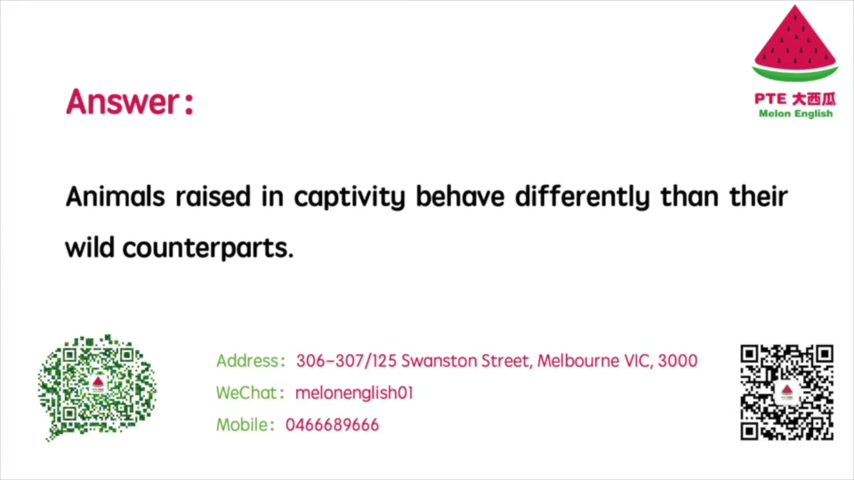 PTE 大西瓜
Melon English
Answer:
Animals raised in captivity behave differently than their
wild counterparts.
Address: 306-307/125 Swanston Street, Melbourne VIC, 3000
WeChat: melonenglish01
Mobile: 0466689666